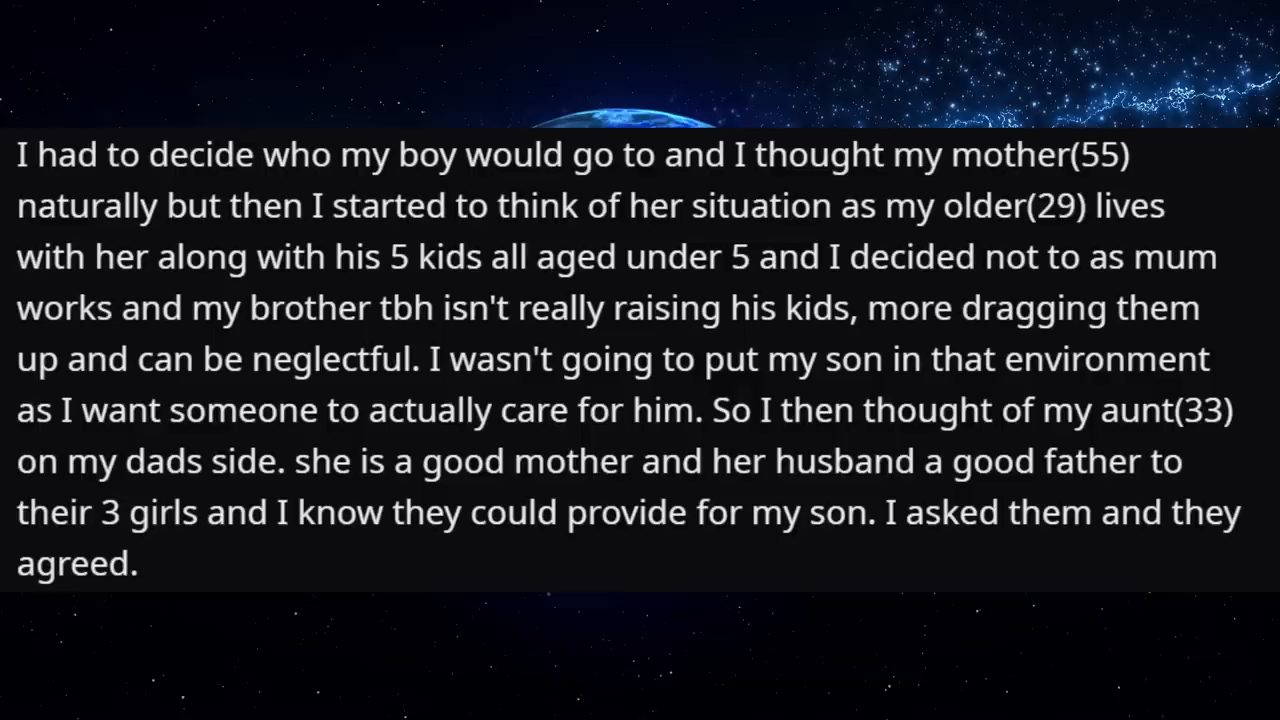 I had to decide who my boy would go to and I thought my mother(55)
naturally but then I started to think of her situation as my older(29) lives
with her along with his 5 kids all aged under 5 and I decided not to as mum
works and my brother tbh isn't really raising his kids, more dragging them
up and can be neglectful. I wasn't going to put my son in that environment
as I want someone to actually care for him. So I then thought of my aunt(33)
on my dads side. she is a good mother and her husband a good father to
their 3 girls and I know they could provide for my son. I asked them and they
agreed.